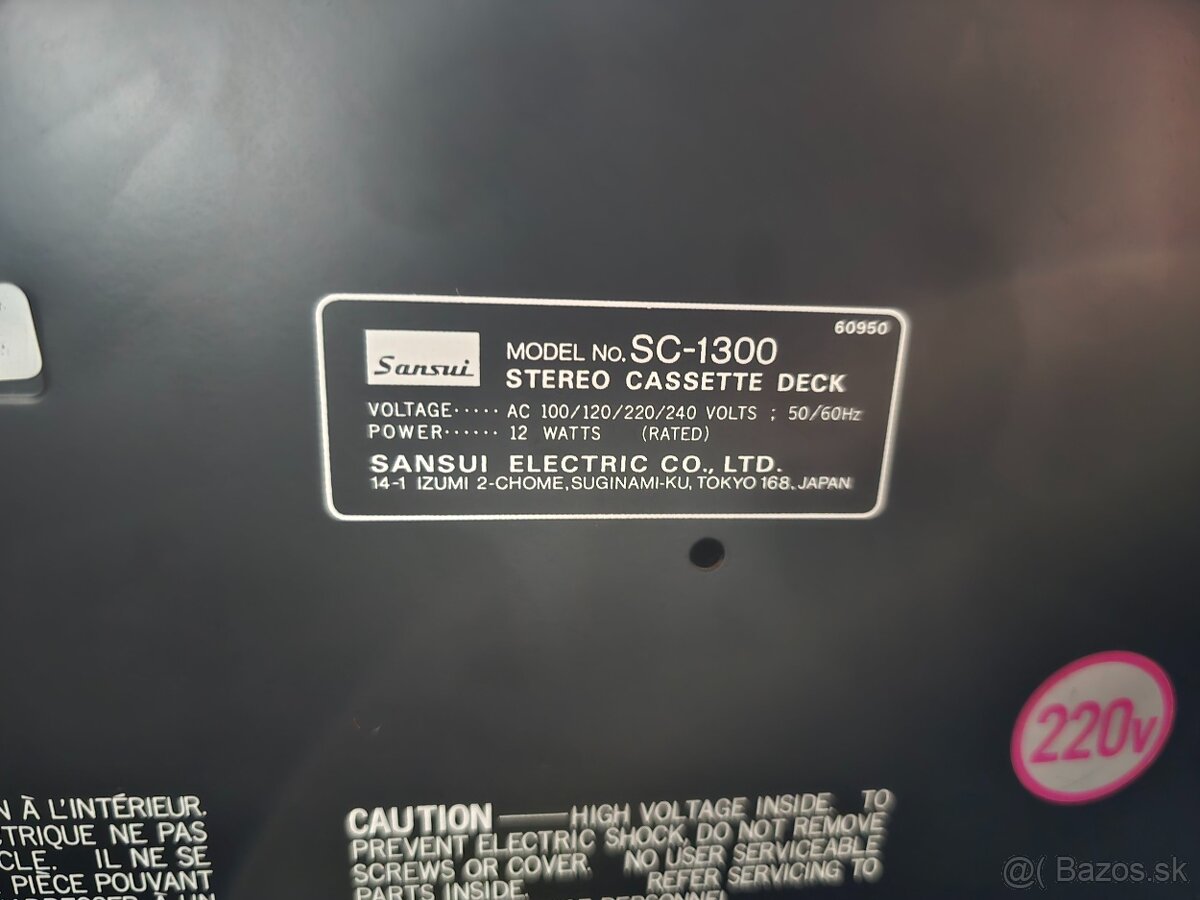 60950
Sansui
MODEL No. SC-1300
STEREO CASSETTE DECK
VOLTAGE····· AC 100/120/220/240 VOLTS ; 50/60Hz
POWER······ 12 WATTS (RATED)
SANSUI ELECTRIC CO., LTD.
14-1 IZUMI 2-CHOME, SUGINAMI-KU, TOKYO 168. JAPAN
220v
N À L'INTÉRIEUR.
CTRIQUE NE PAS
CLE. IL NE SE
PIÈCE POUVANT
CAUTION — HIGH VOLTAGE INSIDE. TO
PREVENT ELECTRIC SHOCK, DO NOT REMOVE
SCREWS OR COVER. NO USER SERVICEABLE
PARTS INSIDE. REFER SERVICING TO
@( Bazos.sk